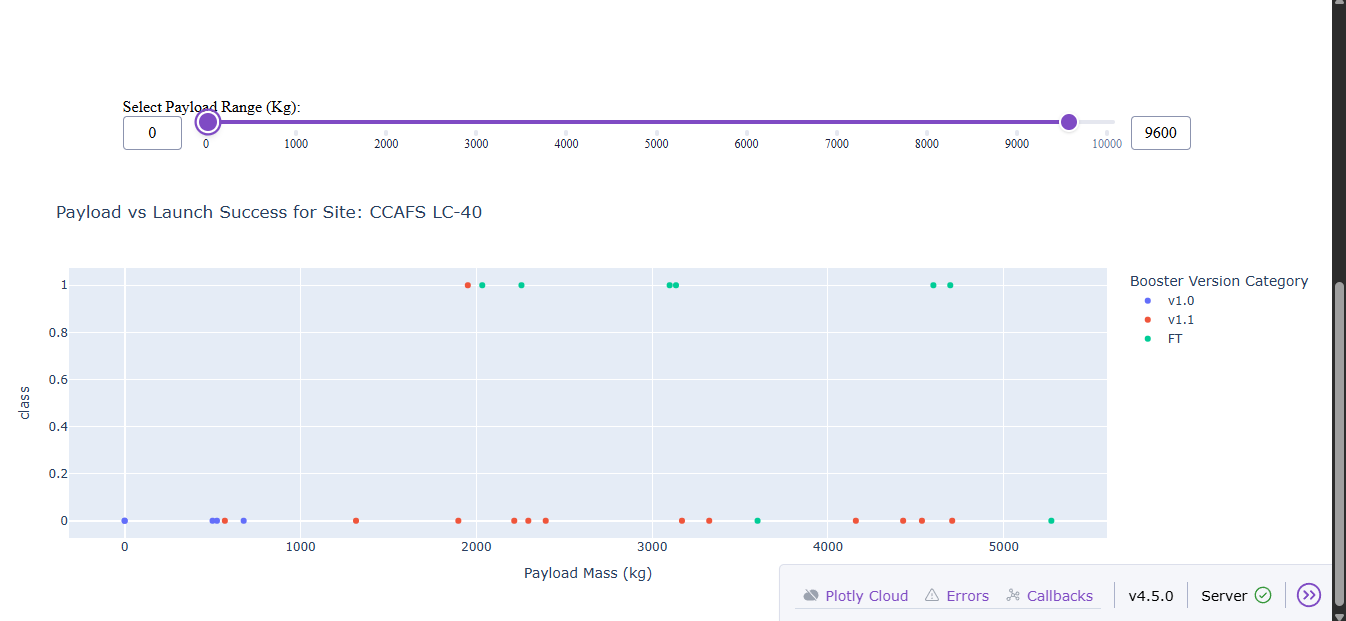 Select Payload Range (Kg):
0 0 1000 2000 3000 4000 5000 6000 7000 8000 9000 10000 9600
Payload vs Launch Success for Site: CCAFS LC-40
Booster Version Category
v1.0
v1.1
FT
1
0.8
0.6
0.4
0.2
0
class
0 1000 2000 3000 4000 5000
Payload Mass (kg)
Plotly Cloud Errors Callbacks v4.5.0 Server